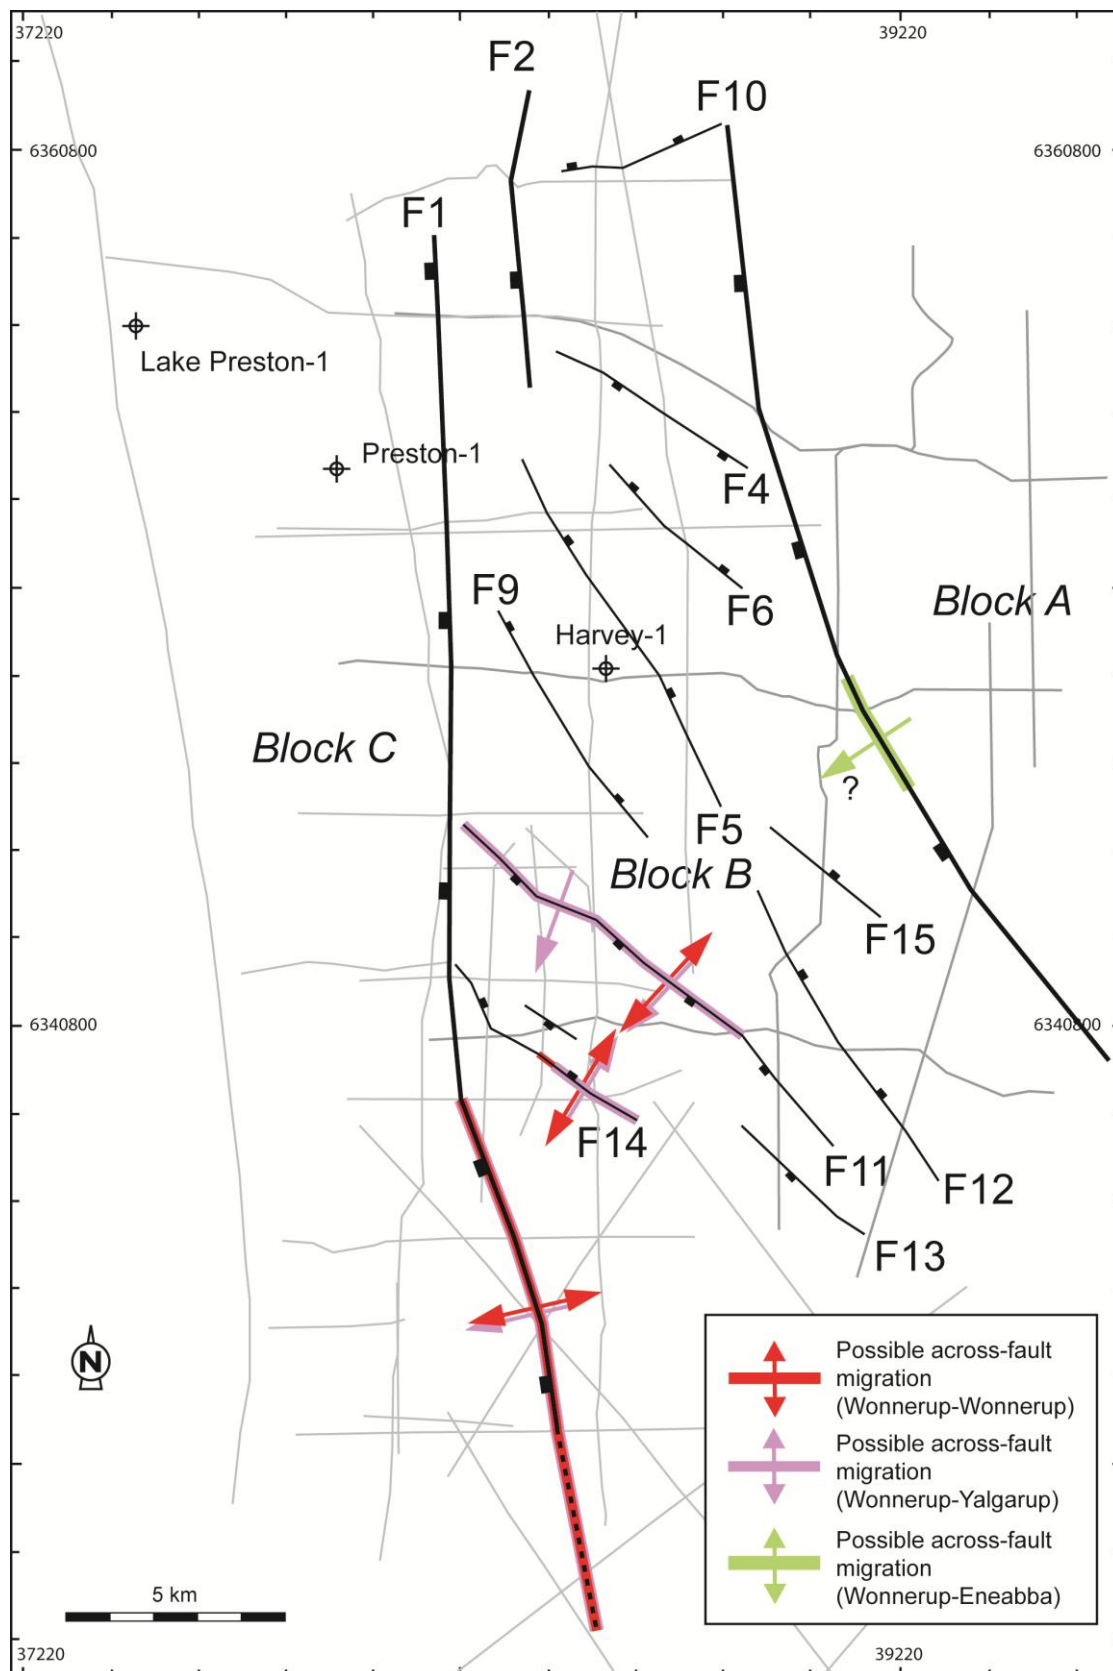 37220
39220
F2
F10
6360800
6360800
F1
Lake Preston-1
Preston-1
F4
F9
F6
Block A
Harvey-1
Block C
?
F5
Block B
F15
6340800
F14
F11
F12
F13
N
Possible across-fault
migration
(Wonnerup-Wonnerup)
Possible across-fault
migration
(Wonnerup-Yalgarup)
Possible across-fault
migration
(Wonnerup-Eneabba)
5 km
37220
39220
6340800